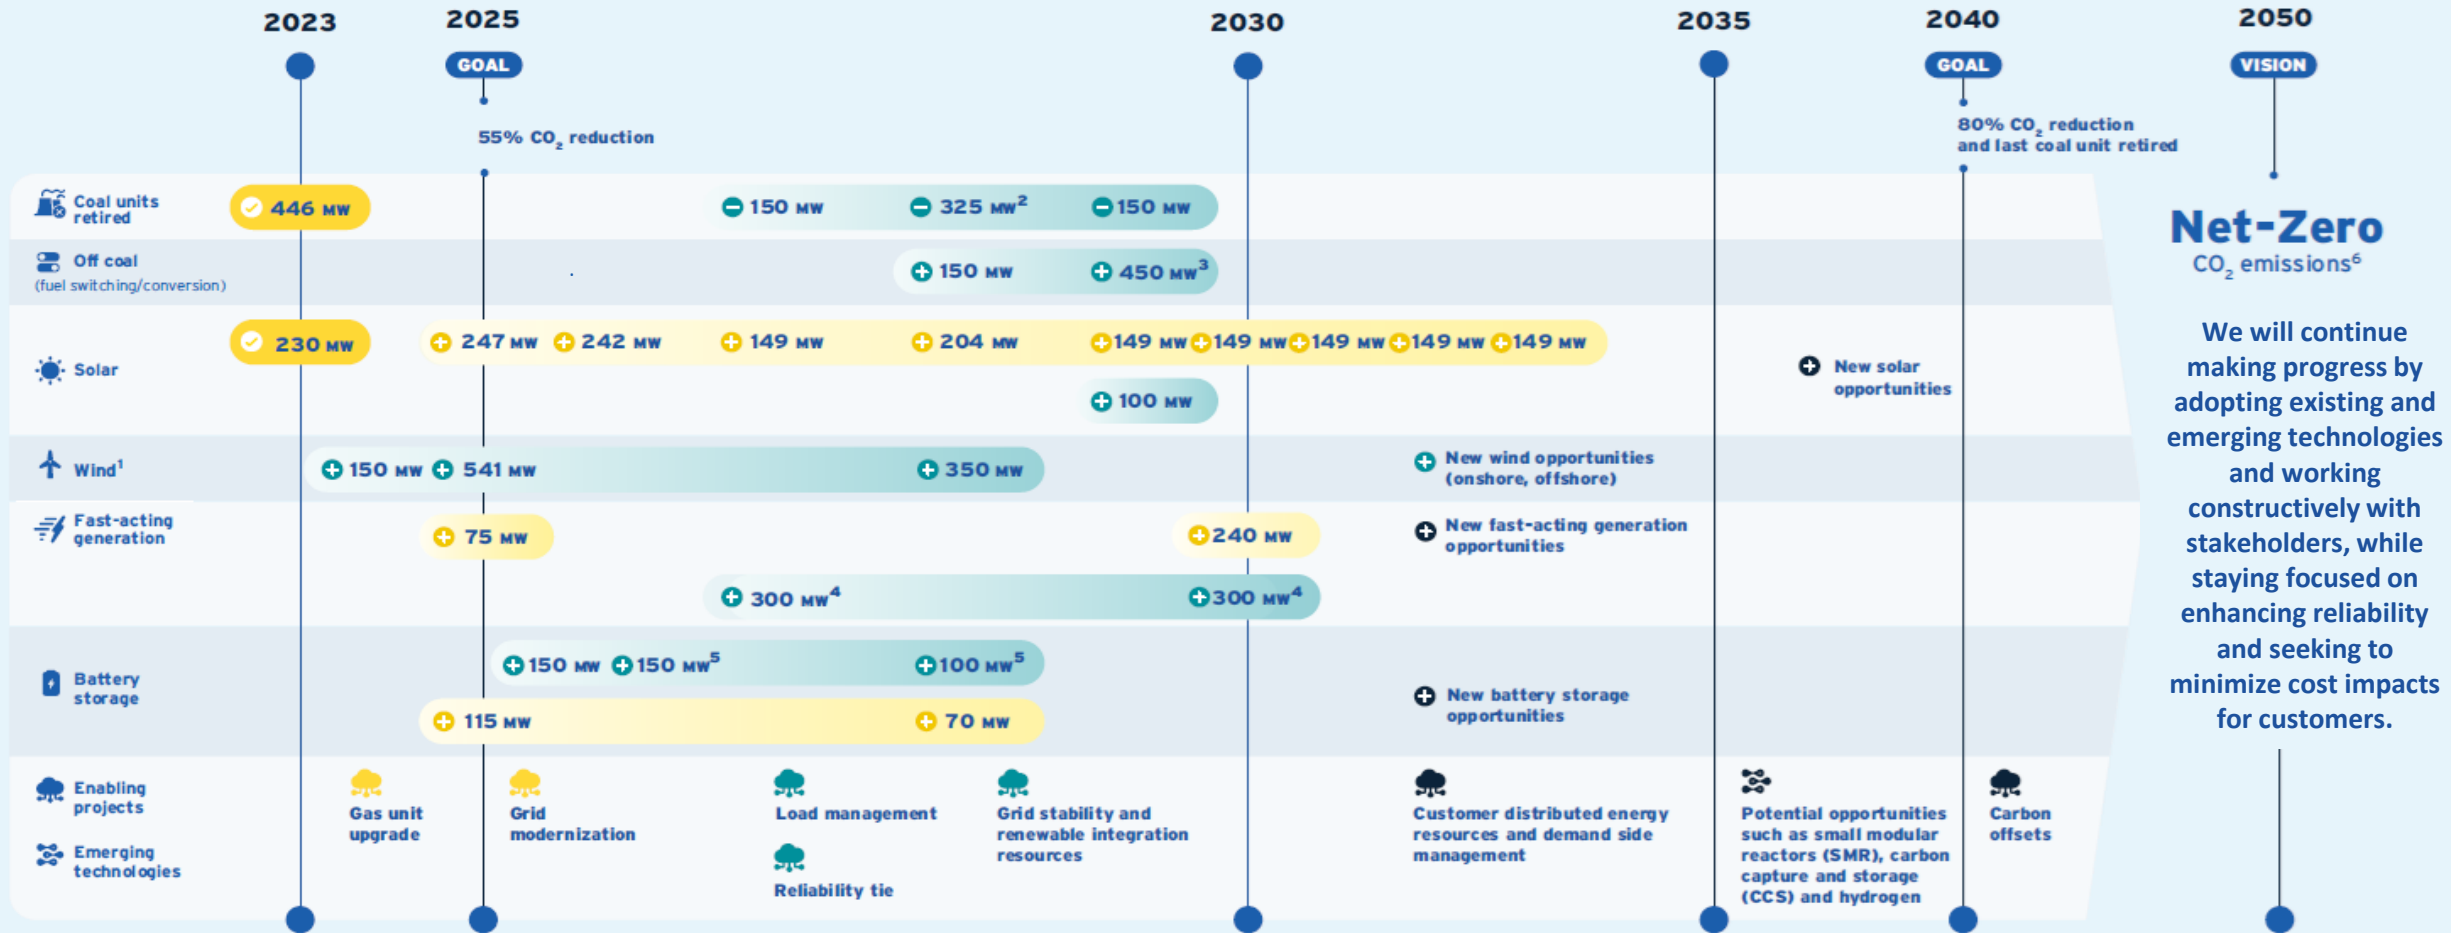 2023
2025
2030
2035
2040
2050
GOAL
GOAL
VISION
55% CO₂ reduction
80% CO₂ reduction
and last coal unit retired
Coal units
retired
446 MW
150 MW
325 MW²
150 MW
Off coal
(fuel switching/conversion)
150 MW
450 MW³
Solar
230 MW
247 MW
242 MW
149 MW
204 MW
149 MW
149 MW
149 MW
149 MW
149 MW
100 MW
New solar
opportunities
Wind¹
150 MW
541 MW
350 MW
New wind opportunities
(onshore, offshore)
Fast-acting
generation
75 MW
240 MW
300 MW⁴
300 MW⁴
New fast-acting generation
opportunities
Battery
storage
150 MW
150 MW⁵
100 MW⁵
115 MW
70 MW
New battery storage
opportunities
Enabling
projects
Emerging
technologies
Gas unit
upgrade
Grid
modernization
Load management
Reliability tie
Grid stability and
renewable integration
resources
Customer distributed energy
resources and demand side
management
Potential opportunities
such as small modular
reactors (SMR), carbon
capture and storage
(CCS) and hydrogen
Carbon
offsets
Net-Zero
CO₂ emissions⁶
We will continue
making progress by
adopting existing and
emerging technologies
and working
constructively with
stakeholders, while
staying focused on
enhancing reliability
and seeking to
minimize cost impacts
for customers.